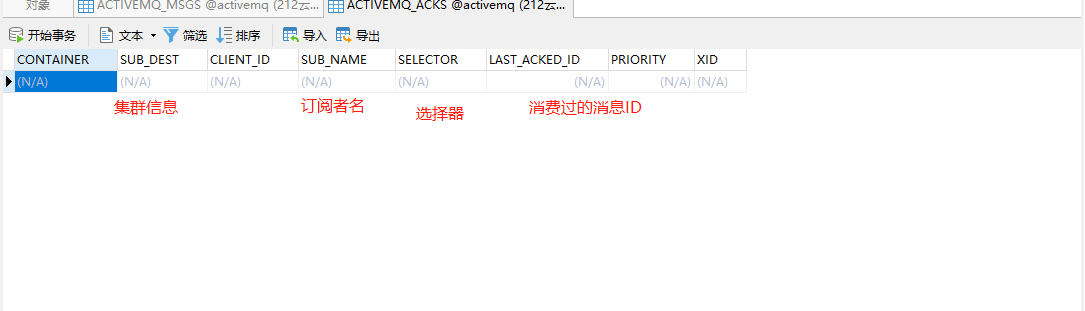 对象 ACTIVEMQ_MSGS @activemq (212云... ACTIVEMQ_ACKS @activemq (212云...
开始事务 文本 筛选 排序 导入 导出
CONTAINER SUB_DEST CLIENT_ID SUB_NAME SELECTOR LAST_ACKED_ID PRIORITY XID
(N/A) (N/A) (N/A) (N/A) (N/A) (N/A) (N/A) (N/A)
集群信息 订阅者名 选择器 消费过的消息ID